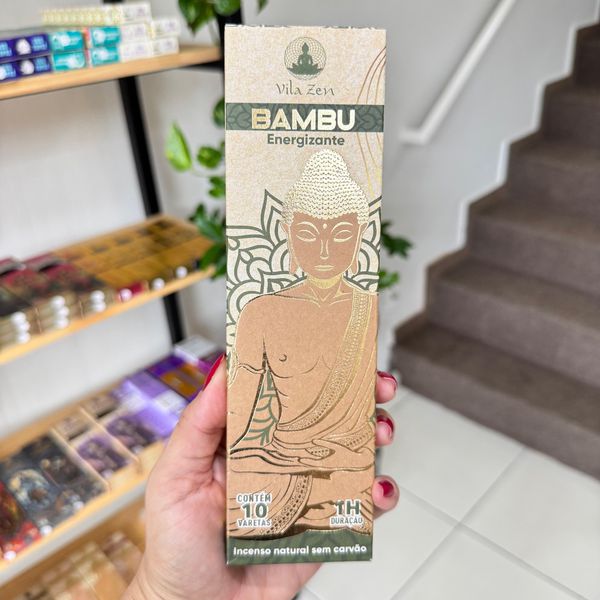 Vila Zen
BAMBU
Energizante
CONTÉM
10
VARETAS
1H
DURAÇÃO
Incenso natural sem carvão